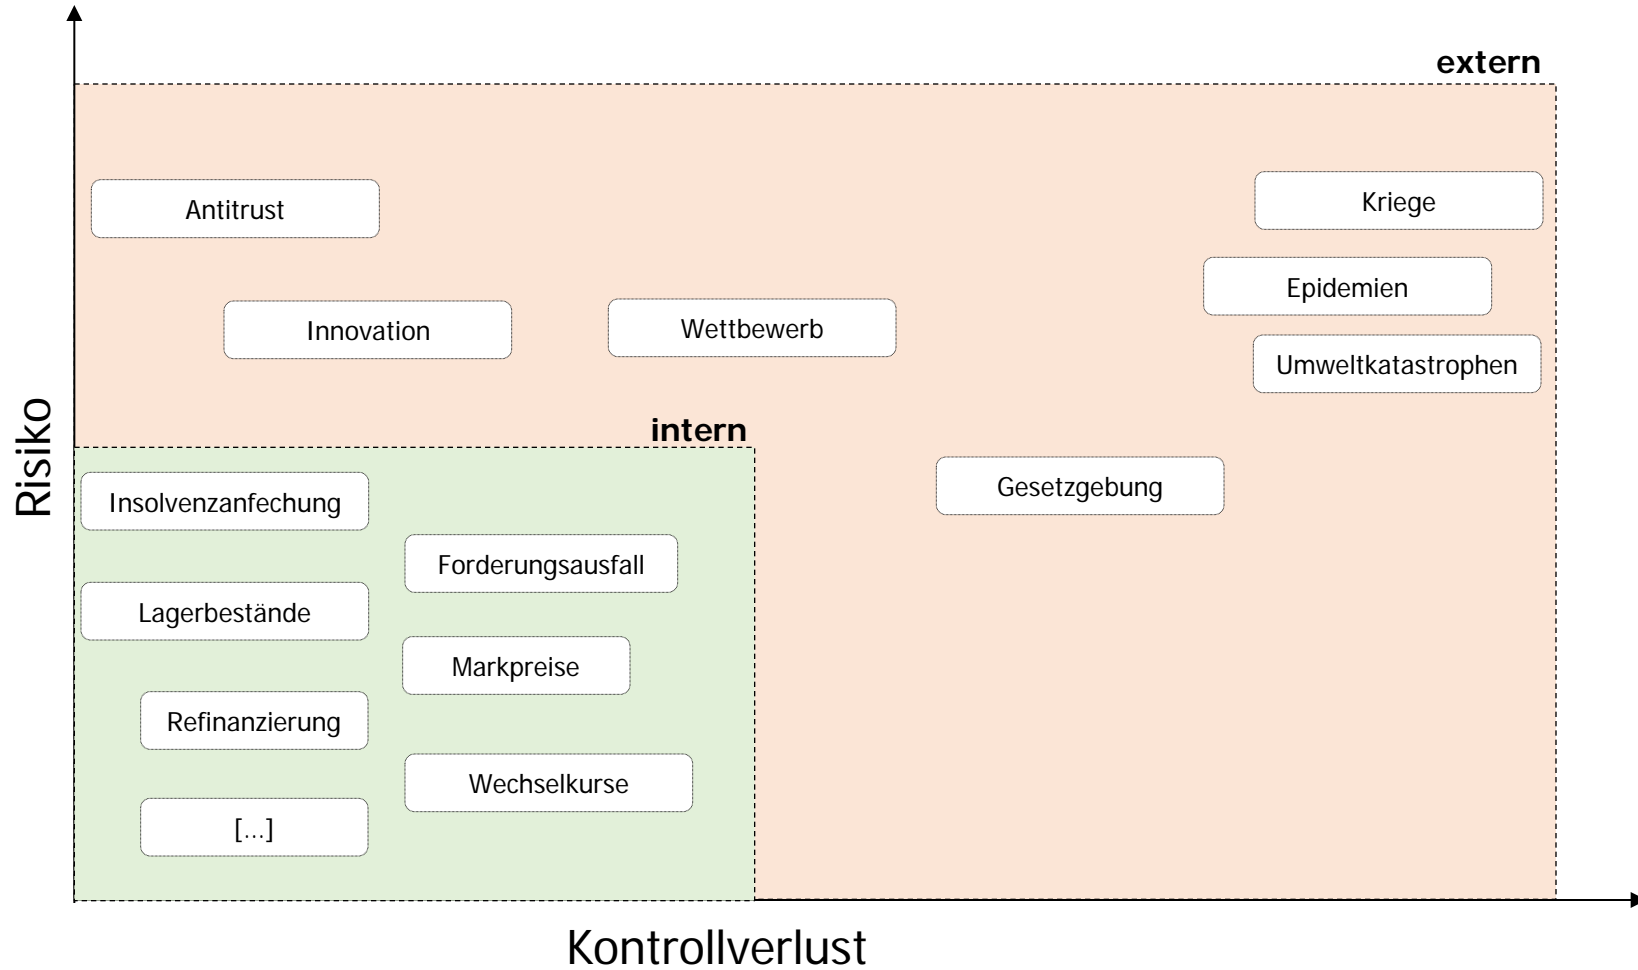 extern
Antitrust
Kriege
Epidemien
Innovation
Wettbewerb
Umweltkatastrophen
Risiko
intern
Insolvenzanfechung
Gesetzgebung
Forderungsausfall
Lagerbestände
Markpreise
Refinanzierung
Wechselkurse
[...]
Kontrollverlust